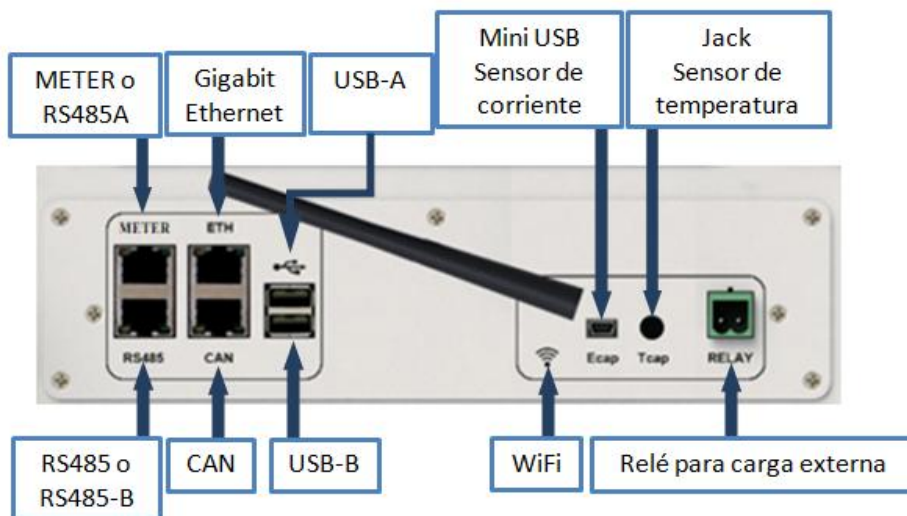 METER o
RS485A
Gigabit
Ethernet
USB-A
Mini USB
Sensor de
corriente
Jack
Sensor de
temperatura
METER
ETH
RS485
CAN
Ecap
Tcap
RELAY
RS485 o
RS485-B
CAN
USB-B
WiFi
Relé para carga externa